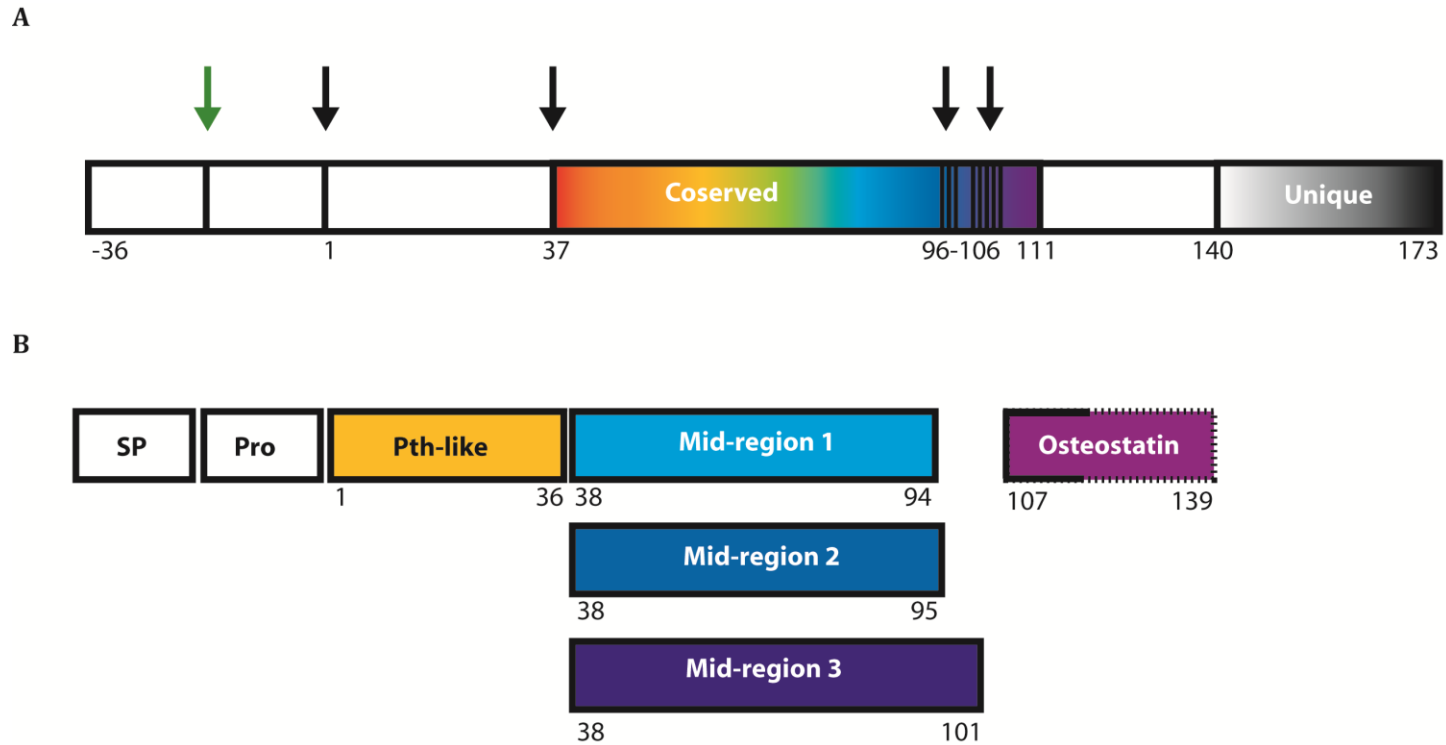 A
Coserved
Unique
-36 1 37 96-106 111 140 173
B
SP Pro Pth-like Mid-region 1 Osteostatin
1 36 38 94 107 139
Mid-region 2
38 95
Mid-region 3
38 101